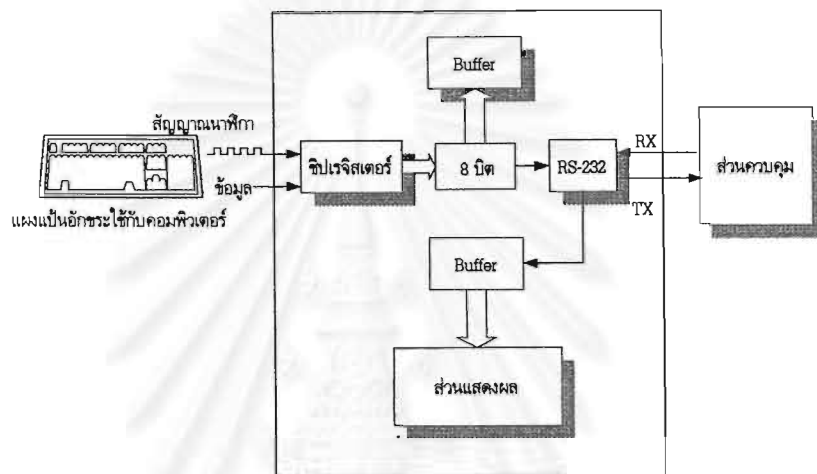 Buffer
สัญญาณนาฬิกา
ชิปเรจิสเตอร์
8 บิต
RS-232
RX
TX
ส่วนควบคุม
ข้อมูล
แผงแป้นอักขระใช้กับคอมพิวเตอร์
Buffer
ส่วนแสดงผล